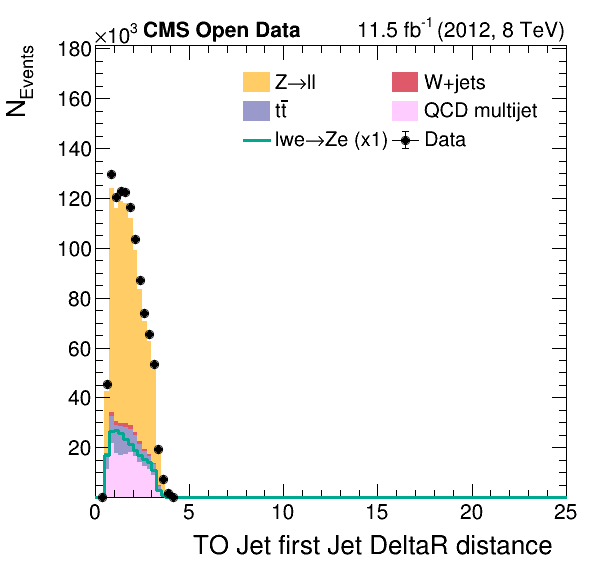 ×10³ CMS Open Data 11.5 fb⁻¹ (2012, 8 TeV)
N_Events
180
160
140
120
100
80
60
40
20
Z→ll W+jets
tt̄ QCD multijet
lwe→Ze (x1) Data
0 5 10 15 20 25
TO Jet first Jet DeltaR distance